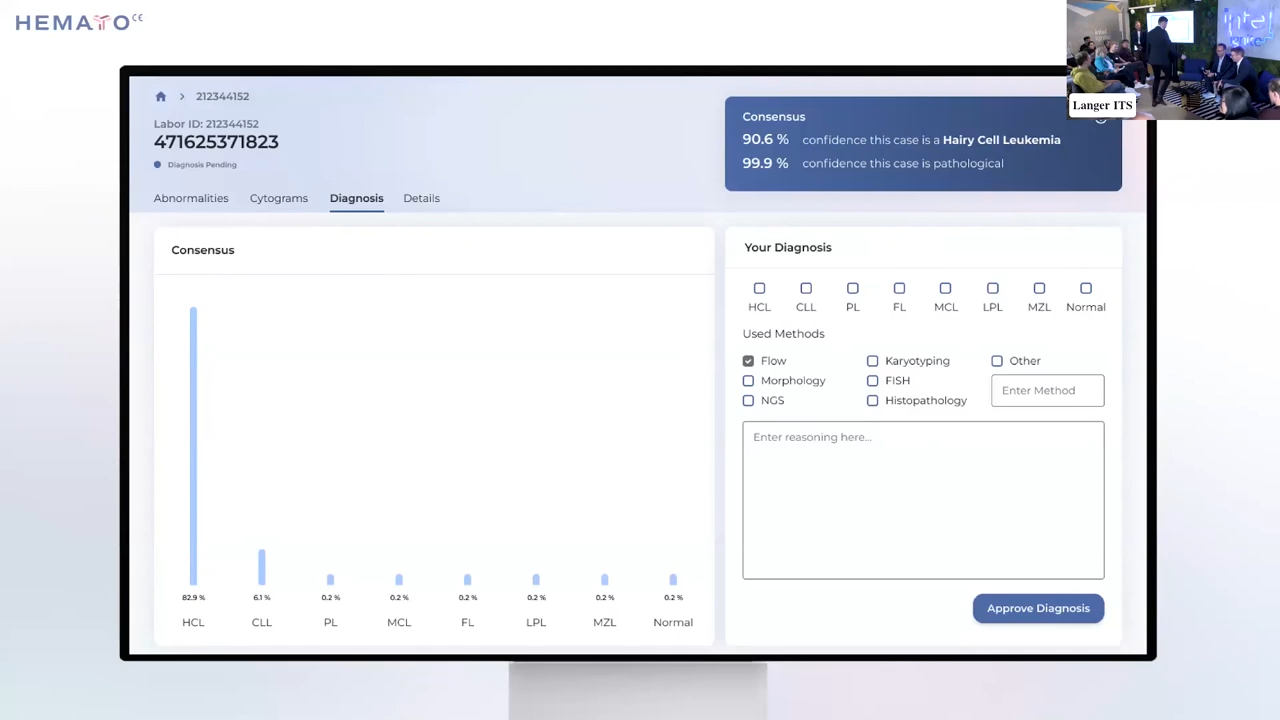 HEMATO CE
intel
Langer ITS
212344152
Labor ID: 212344152
471625371823
Diagnosis Pending
Abnormalities Cytograms Diagnosis Details
Consensus
90.6 % confidence this case is a Hairy Cell Leukemia
99.9 % confidence this case is pathological
Consensus
82.9 % 6.1 % 0.2 % 0.2 % 0.2 % 0.2 % 0.2 % 0.2 %
HCL CLL PL MCL FL LPL MZL Normal
Your Diagnosis
HCL CLL PL FL MCL LPL MZL Normal
Used Methods
Flow Karyotyping Other
Morphology FISH Enter Method
NGS Histopathology
Enter reasoning here...
Approve Diagnosis